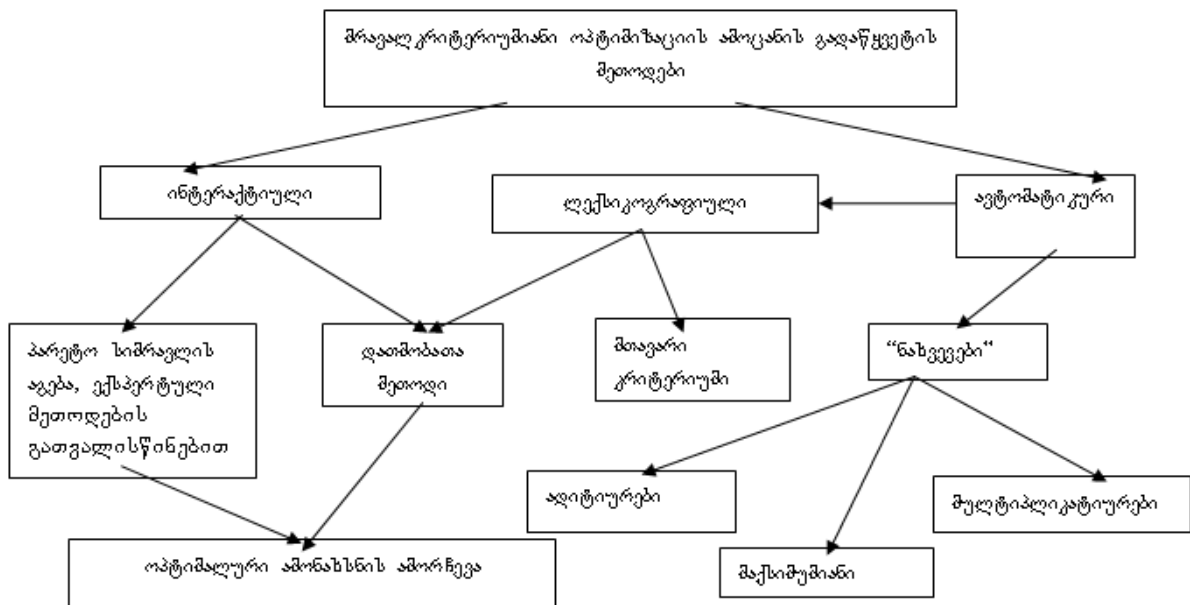 მრავალკრიტერიუმიანი ოპტიმიზაციის ამოცანის გადაწყვეტის
მეთოდები
ინტერაქტიული
ლექსიკოგრაფიული
ავტომატიკური
პარეტო სიმრავლის
აგება, ექსპერტული
მეთოდების
გათვალისწინებით
დათმობათა
მეთოდი
მთავარი
კრიტერიუმი
“ნახვევები“
ადიტიურები
მულტიპლიკატიურები
მაქსიმუმიანი
ოპტიმალური ამონახსნის ამორჩევა